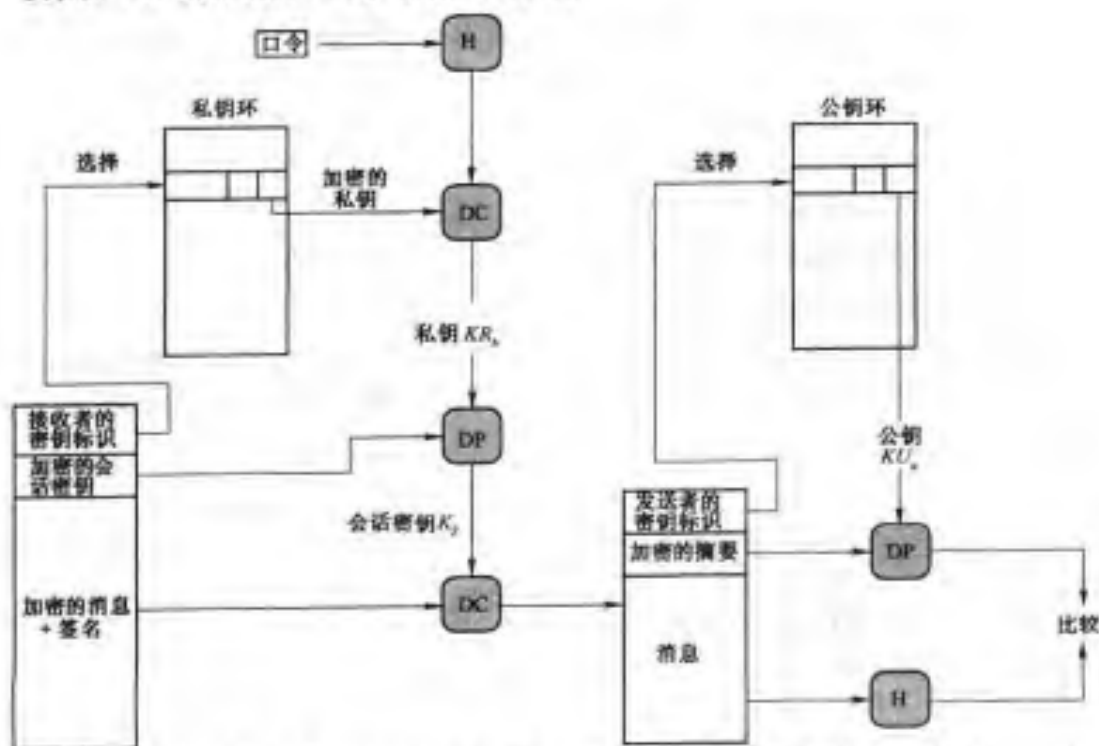 口令
H
私钥环
公钥环
选择
加密的
私钥
DC
选择
私钥 KR_b
接收者的
密钥标识
加密的会
话密钥
DP
公钥
KU_a
会话密钥 K_s
发送者的
密钥标识
加密的摘要
DP
加密的消息
+ 签名
DC
消息
比较
H